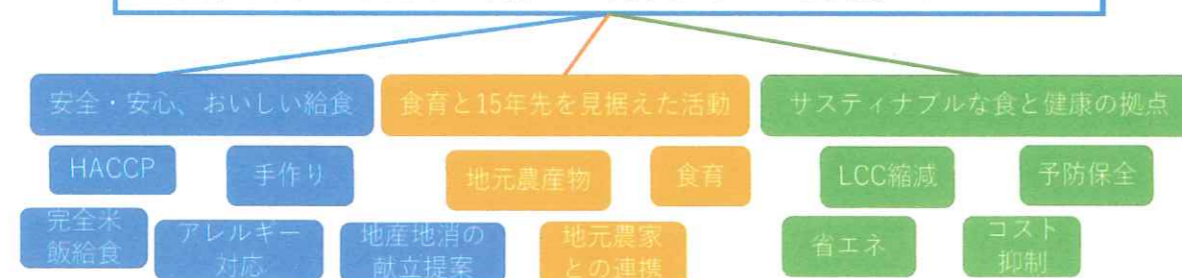 安全・安心、おいしい給食
食育と15年先を見据えた活動
サスティナブルな食と健康の拠点
HACCP
手作り
地元農産物
食育
LCC縮減
予防保全
完全米
飯給食
アレルギー
対応
地産地消の
献立提案
地元農家
との連携
省エネ
コスト
抑制